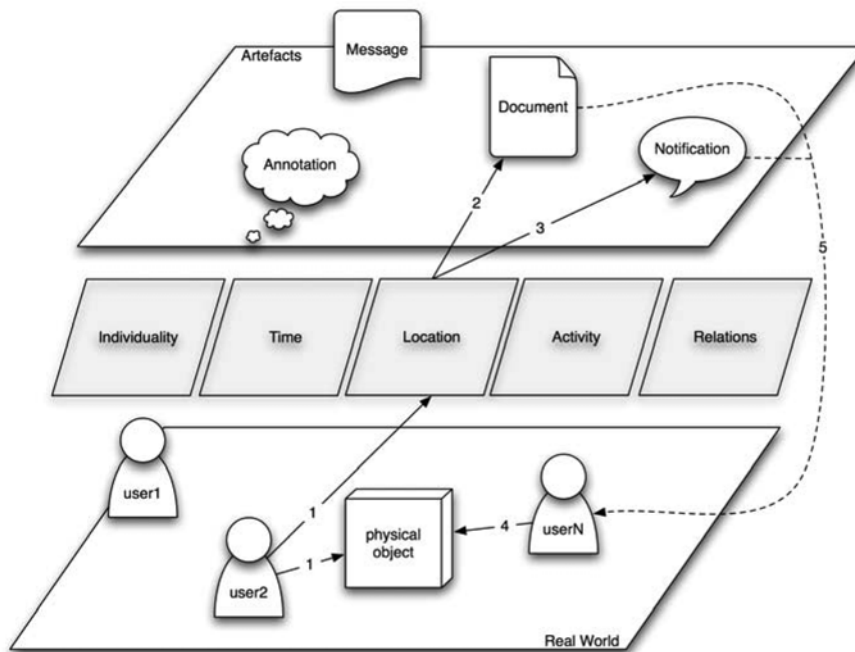 Artefacts
Message
Document
Annotation
Notification
2
3
5
Individuality
Time
Location
Activity
Relations
user1
1
physical
object
4
userN
1
user2
Real World